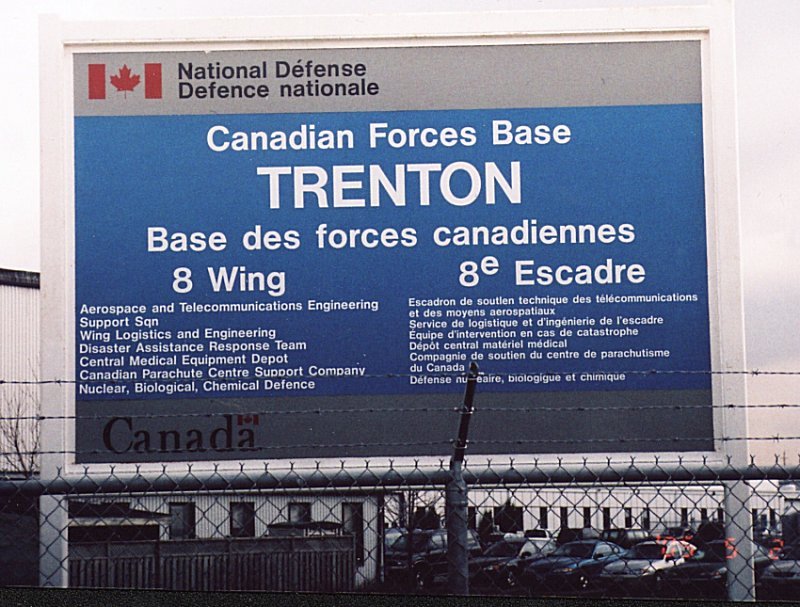 National Défense
Defence nationale
Canadian Forces Base
TRENTON
Base des forces canadiennes
8 Wing
Aerospace and Telecommunications Engineering
Support Sqn
Wing Logistics and Engineering
Disaster Assistance Response Team
Central Medical Equipment Depot
Canadian Parachute Centre Support Company
Nuclear, Biological, Chemical Defence
8e Escadre
Escadron de soutien technique des télécommunications
et des moyens aerospatiaux
Service de logistique et d'ingénierie de l'escadre
Équipe d'intervention en cas de catastrophe
Dépôt central matériel médical
Compagnie de soutien du centre de parachutisme
du Canada
Défense nucléaire, biologigue et chimique
Canada